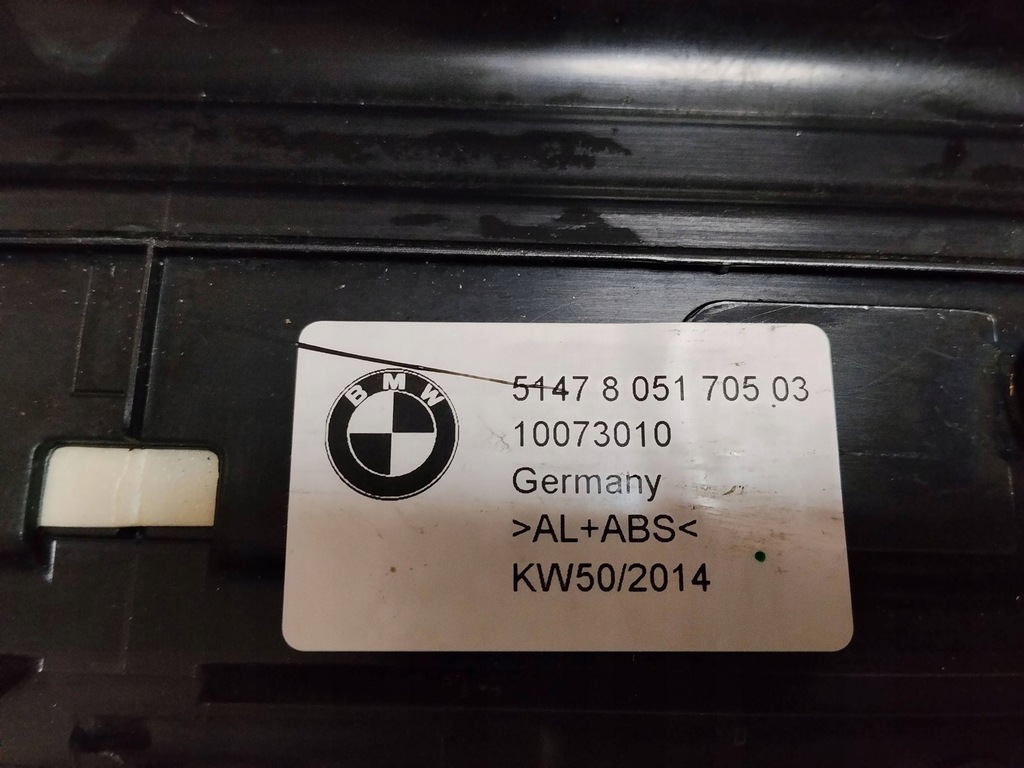 BMW
5147 8 051 705 03
10073010
Germany
>AL+ABS<
KW50/2014